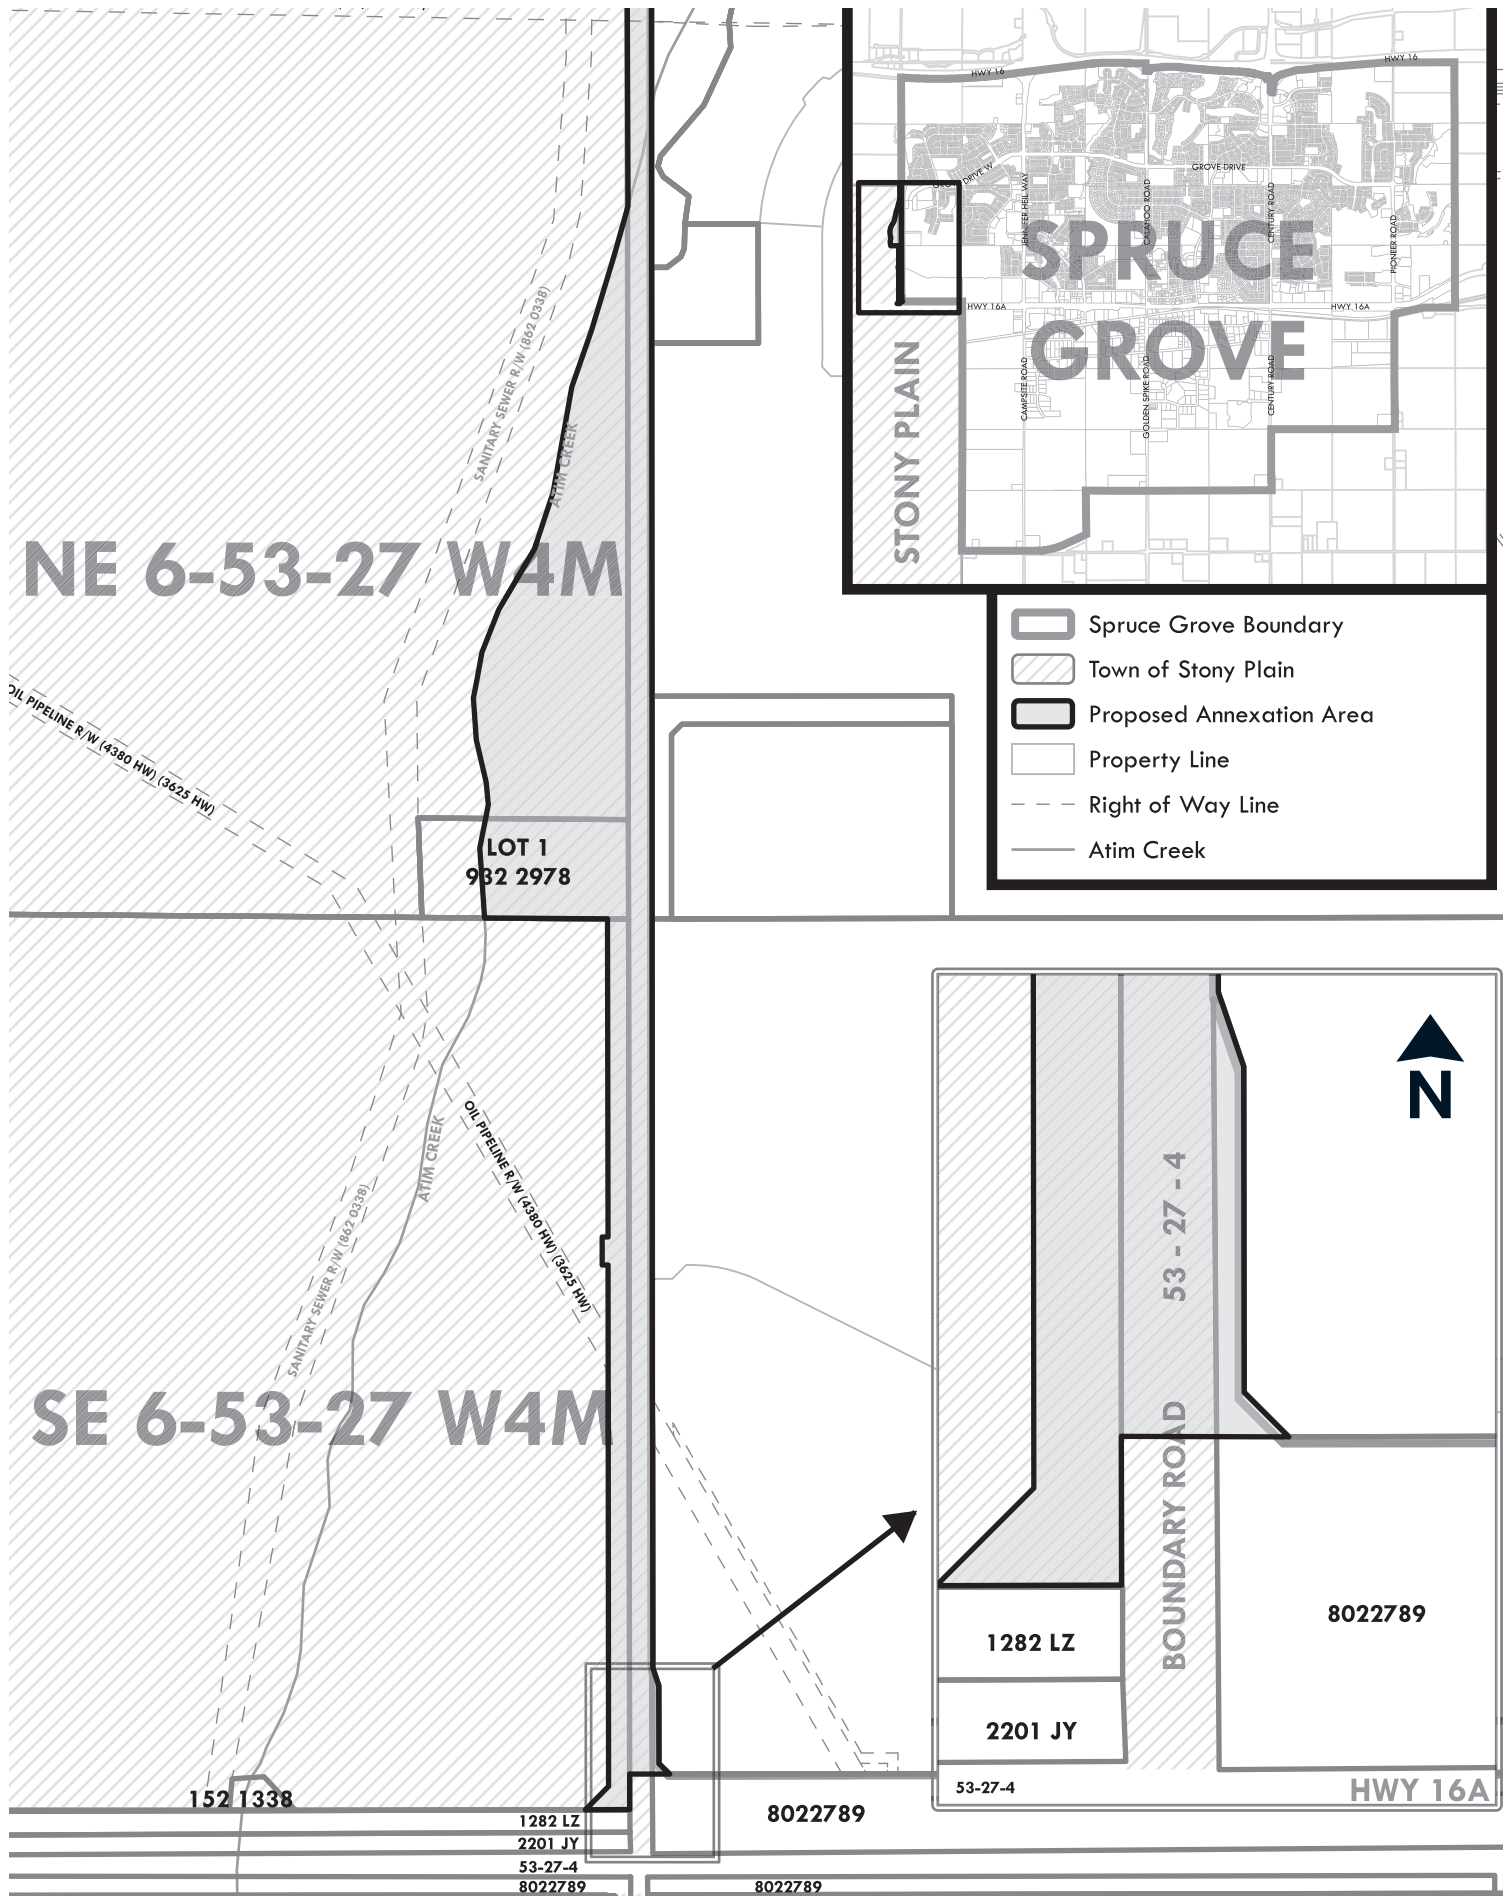 HWY 16
HWY 16
GROVE DRIVE W
GROVE DRIVE
JENNIFER HEIL WAY
CALAHOO ROAD
CENTURY ROAD
PIONEER ROAD
SPRUCE
GROVE
HWY 16A
HWY 16A
STONY PLAIN
CAMPSITE ROAD
GOLDEN SPIKE ROAD
CENTURY ROAD
SANITARY SEWER R/W (862 0338)
ATIM CREEK
NE 6-53-27 W4M
OIL PIPELINE R/W (4380 HW) (3625 HW)
LOT 1
932 2978
Spruce Grove Boundary
Town of Stony Plain
Proposed Annexation Area
Property Line
Right of Way Line
Atim Creek
N
ATIM CREEK
OIL PIPELINE R/W (4380 HW) (3625 HW)
SANITARY SEWER R/W (862 0338)
SE 6-53-27 W4M
53 - 27 - 4
BOUNDARY ROAD
8022789
1282 LZ
2201 JY
53-27-4
HWY 16A
152 1338
8022789
1282 LZ
2201 JY
53-27-4
8022789
8022789